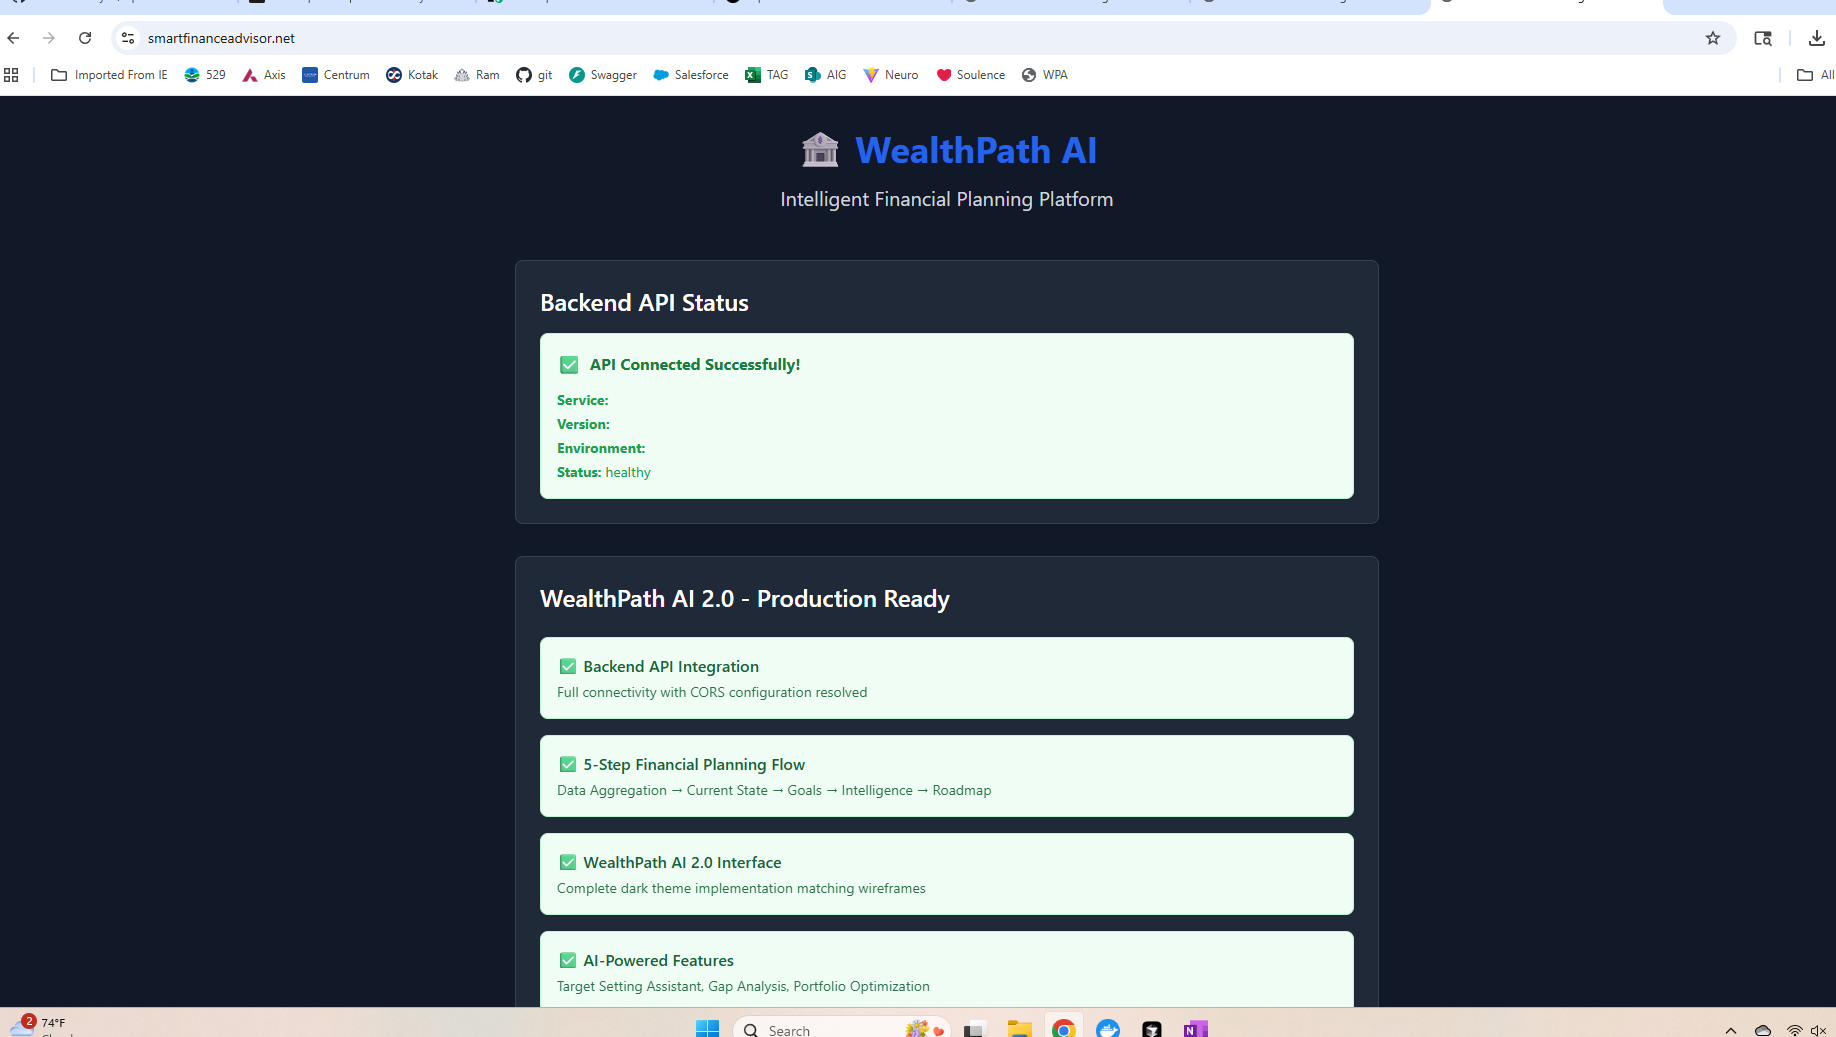 smartfinanceadvisor.net
Imported From IE
529
Axis
Centrum
Kotak
Ram
git
Swagger
Salesforce
TAG
AIG
Neuro
Soulence
WPA
All
WealthPath AI
Intelligent Financial Planning Platform
Backend API Status
API Connected Successfully!
Service:
Version:
Environment:
Status: healthy
WealthPath AI 2.0 - Production Ready
Backend API Integration
Full connectivity with CORS configuration resolved
5-Step Financial Planning Flow
Data Aggregation → Current State → Goals → Intelligence → Roadmap
WealthPath AI 2.0 Interface
Complete dark theme implementation matching wireframes
AI-Powered Features
Target Setting Assistant, Gap Analysis, Portfolio Optimization
2
74°F
Search